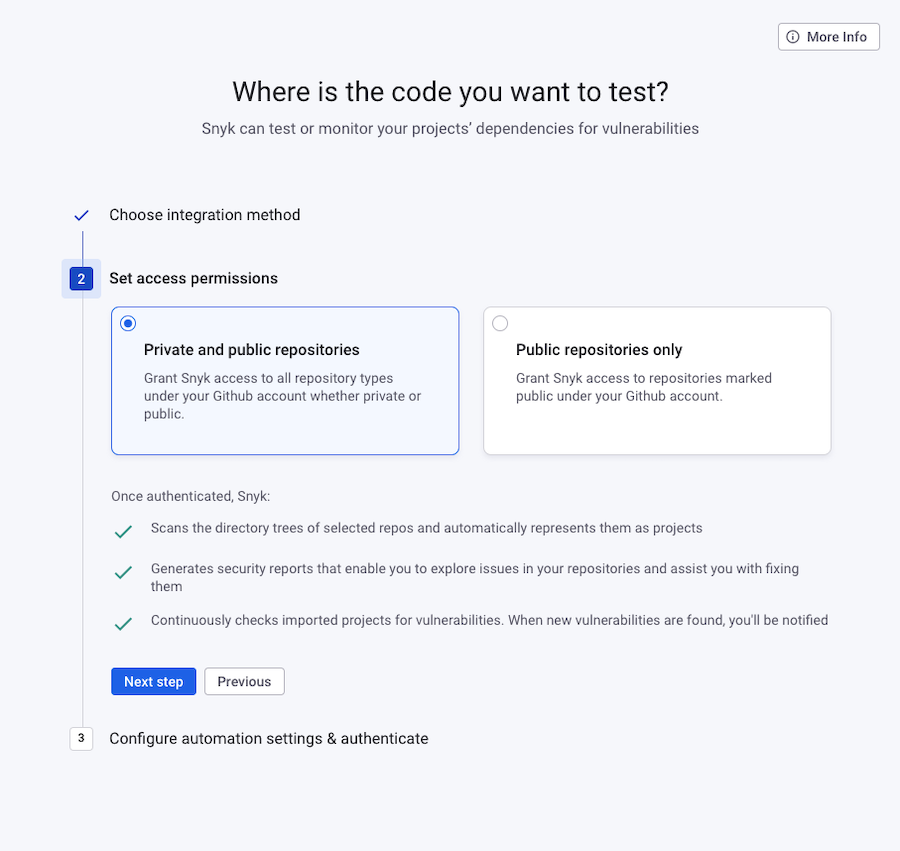 More Info
Where is the code you want to test?
Snyk can test or monitor your projects’ dependencies for vulnerabilities
Choose integration method
2
Set access permissions
Private and public repositories
Grant Snyk access to all repository types
under your Github account whether private or
public.
Public repositories only
Grant Snyk access to repositories marked
public under your Github account.
Once authenticated, Snyk:
Scans the directory trees of selected repos and automatically represents them as projects
Generates security reports that enable you to explore issues in your repositories and assist you with fixing
them
Continuously checks imported projects for vulnerabilities. When new vulnerabilities are found, you'll be notified
Next step
Previous
3
Configure automation settings & authenticate